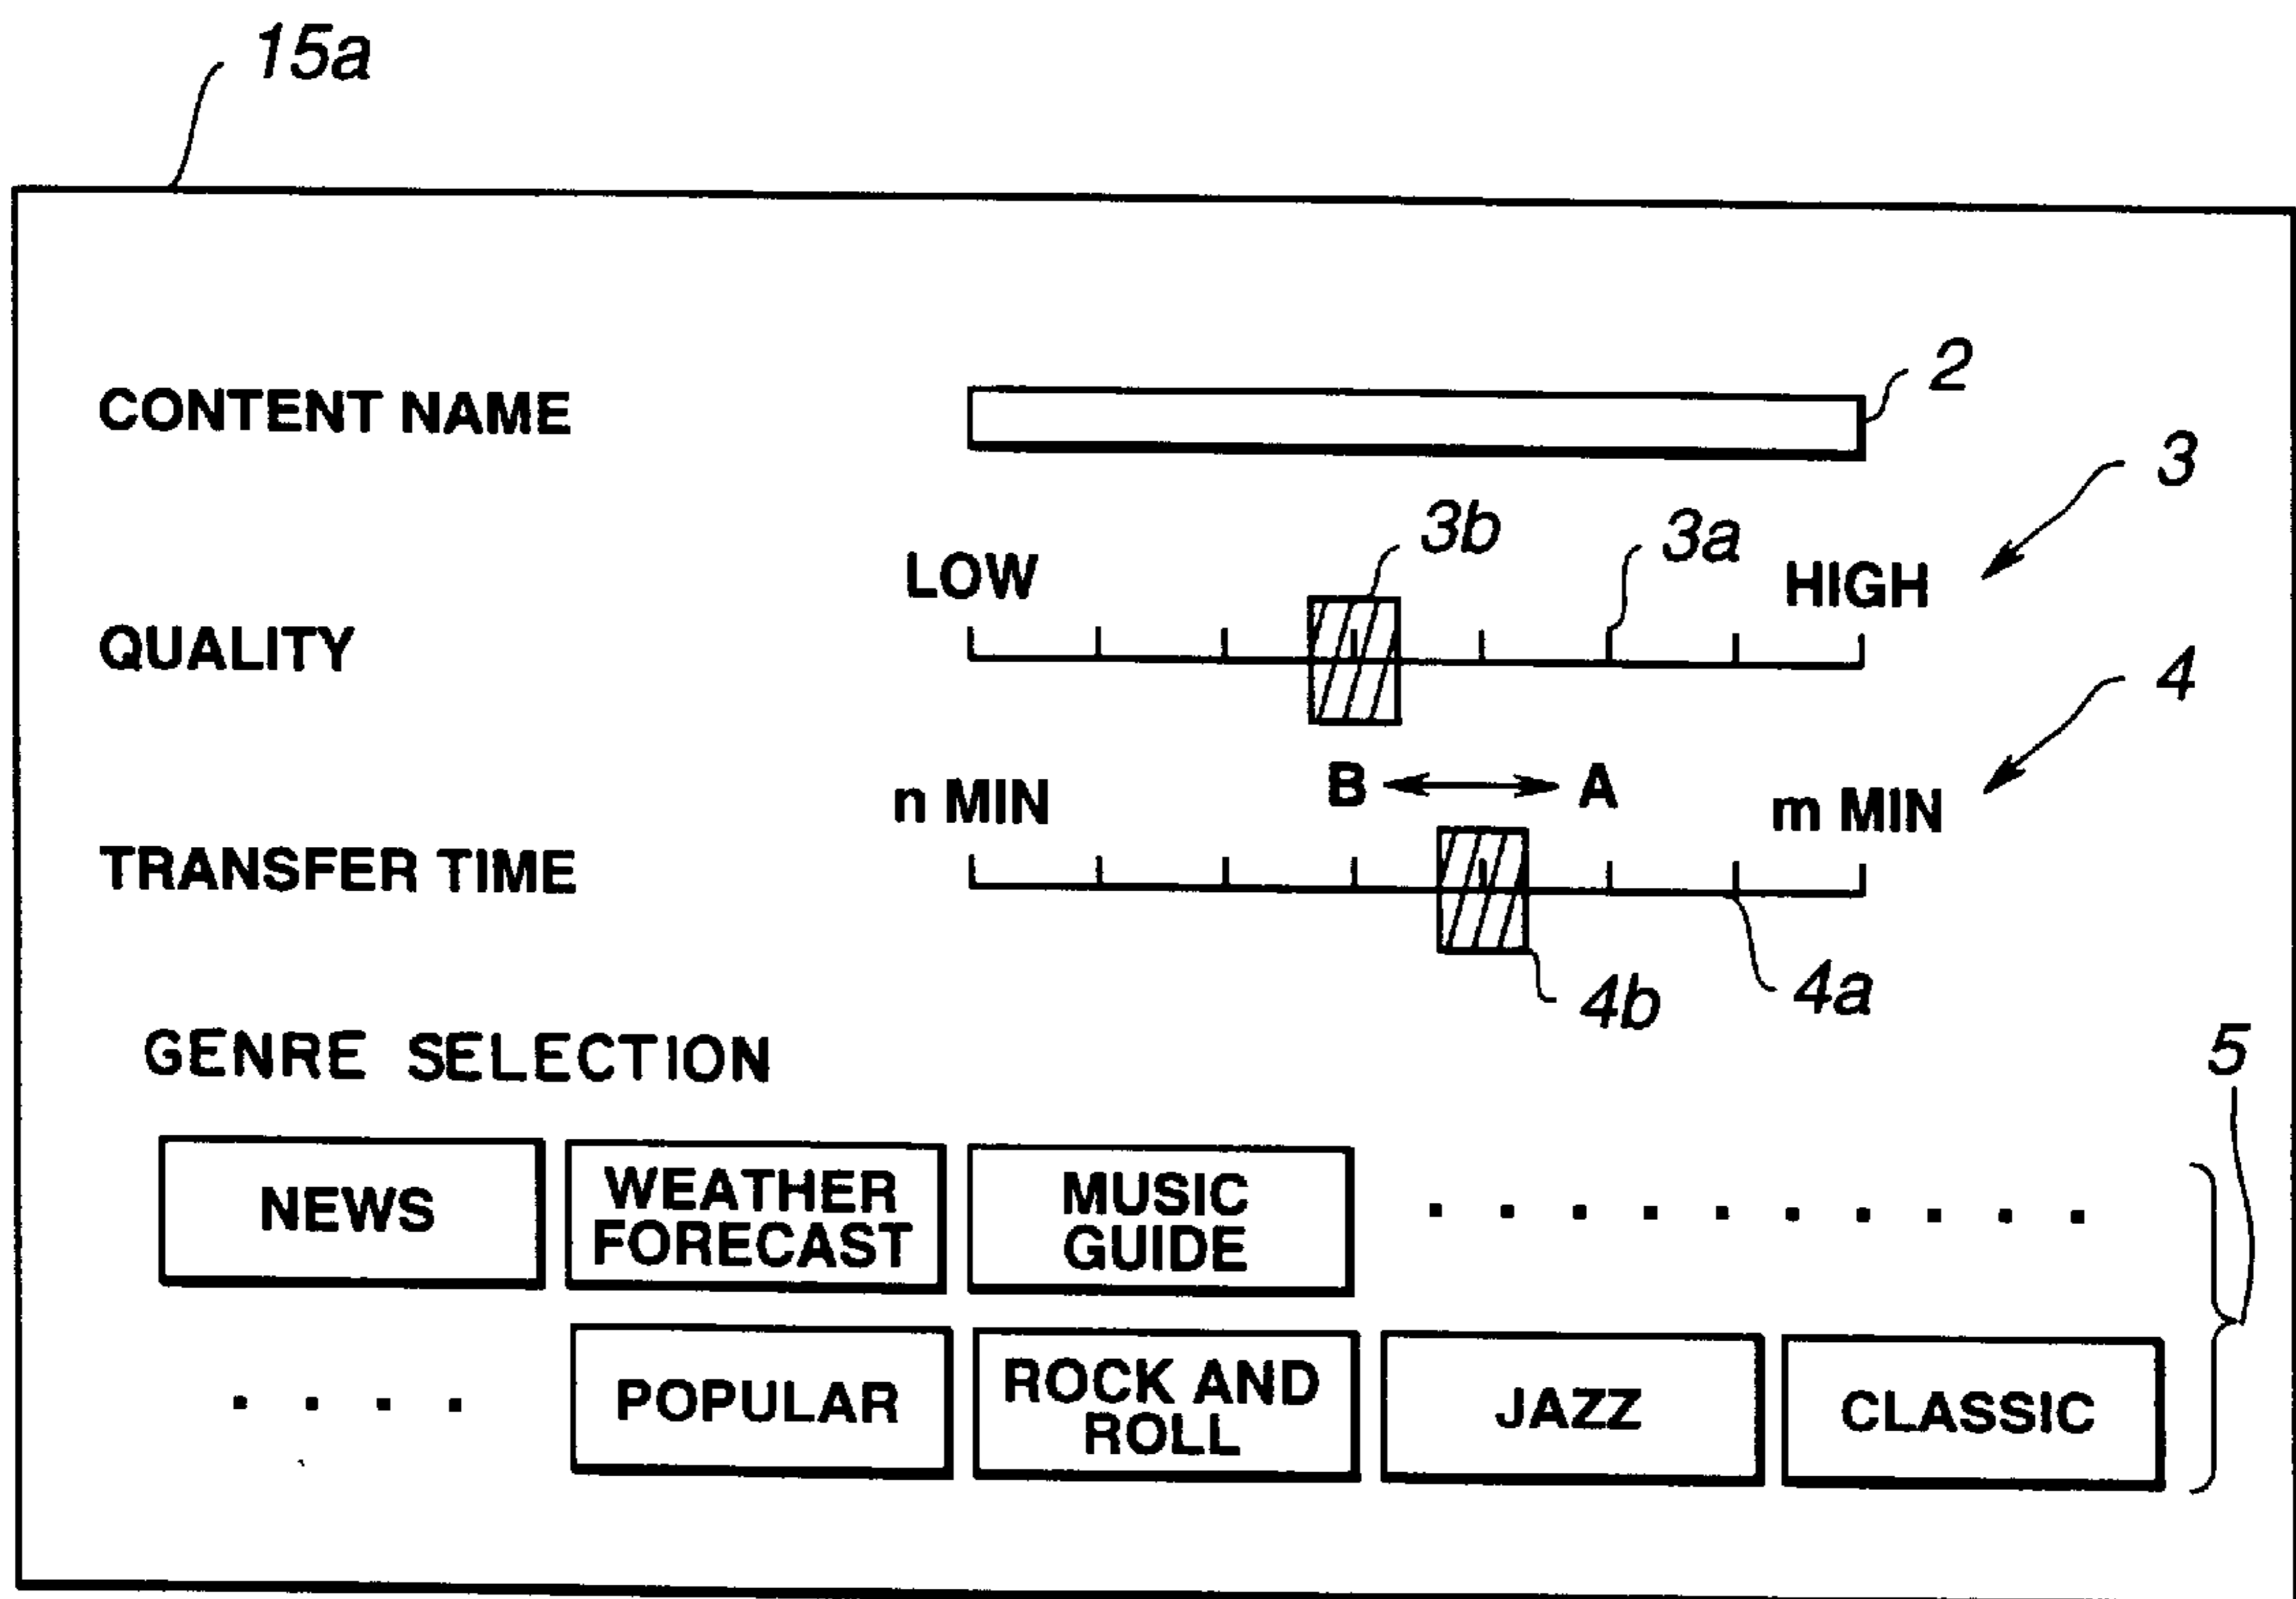 15a
CONTENT NAME
2
3
LOW
3b
3a
HIGH
QUALITY
4
n MIN
B
A
m MIN
TRANSFER TIME
4b
4a
GENRE SELECTION
5
NEWS
WEATHER
FORECAST
MUSIC
GUIDE
..........
....
POPULAR
ROCK AND
ROLL
JAZZ
CLASSIC